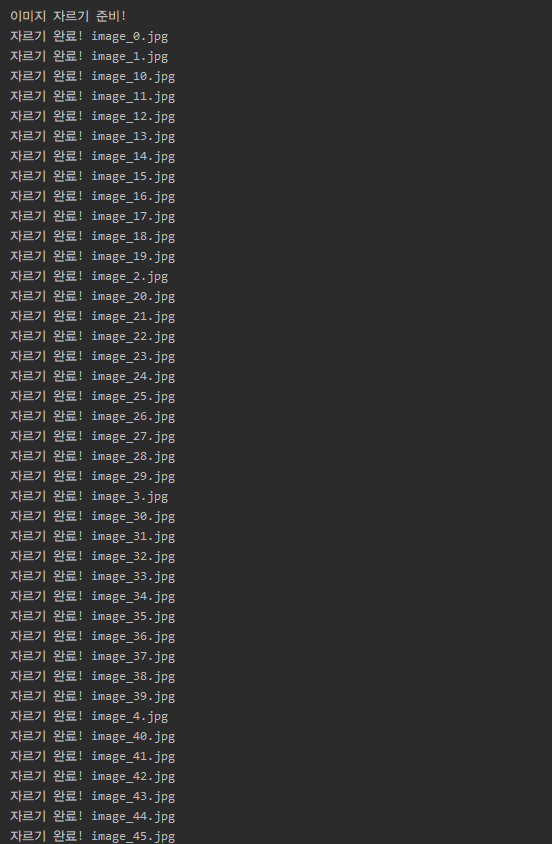 이미지 자르기 준비!
자르기 완료! image_0.jpg
자르기 완료! image_1.jpg
자르기 완료! image_10.jpg
자르기 완료! image_11.jpg
자르기 완료! image_12.jpg
자르기 완료! image_13.jpg
자르기 완료! image_14.jpg
자르기 완료! image_15.jpg
자르기 완료! image_16.jpg
자르기 완료! image_17.jpg
자르기 완료! image_18.jpg
자르기 완료! image_19.jpg
자르기 완료! image_2.jpg
자르기 완료! image_20.jpg
자르기 완료! image_21.jpg
자르기 완료! image_22.jpg
자르기 완료! image_23.jpg
자르기 완료! image_24.jpg
자르기 완료! image_25.jpg
자르기 완료! image_26.jpg
자르기 완료! image_27.jpg
자르기 완료! image_28.jpg
자르기 완료! image_29.jpg
자르기 완료! image_3.jpg
자르기 완료! image_30.jpg
자르기 완료! image_31.jpg
자르기 완료! image_32.jpg
자르기 완료! image_33.jpg
자르기 완료! image_34.jpg
자르기 완료! image_35.jpg
자르기 완료! image_36.jpg
자르기 완료! image_37.jpg
자르기 완료! image_38.jpg
자르기 완료! image_39.jpg
자르기 완료! image_4.jpg
자르기 완료! image_40.jpg
자르기 완료! image_41.jpg
자르기 완료! image_42.jpg
자르기 완료! image_43.jpg
자르기 완료! image_44.jpg
자르기 완료! image_45.jpg